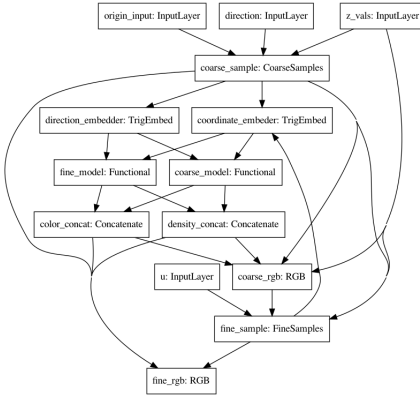 origin_input: InputLayer
direction: InputLayer
z_vals: InputLayer
coarse_sample: CoarseSamples
direction_embedder: TrigEmbed
coordinate_embeder: TrigEmbed
fine_model: Functional
coarse_model: Functional
color_concat: Concatenate
density_concat: Concatenate
u: InputLayer
coarse_rgb: RGB
fine_sample: FineSamples
fine_rgb: RGB